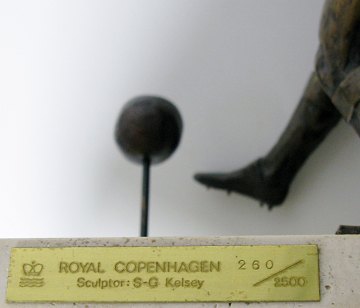 ROYAL COPENHAGEN 260/2500
Sculptor: S-G Kelsey